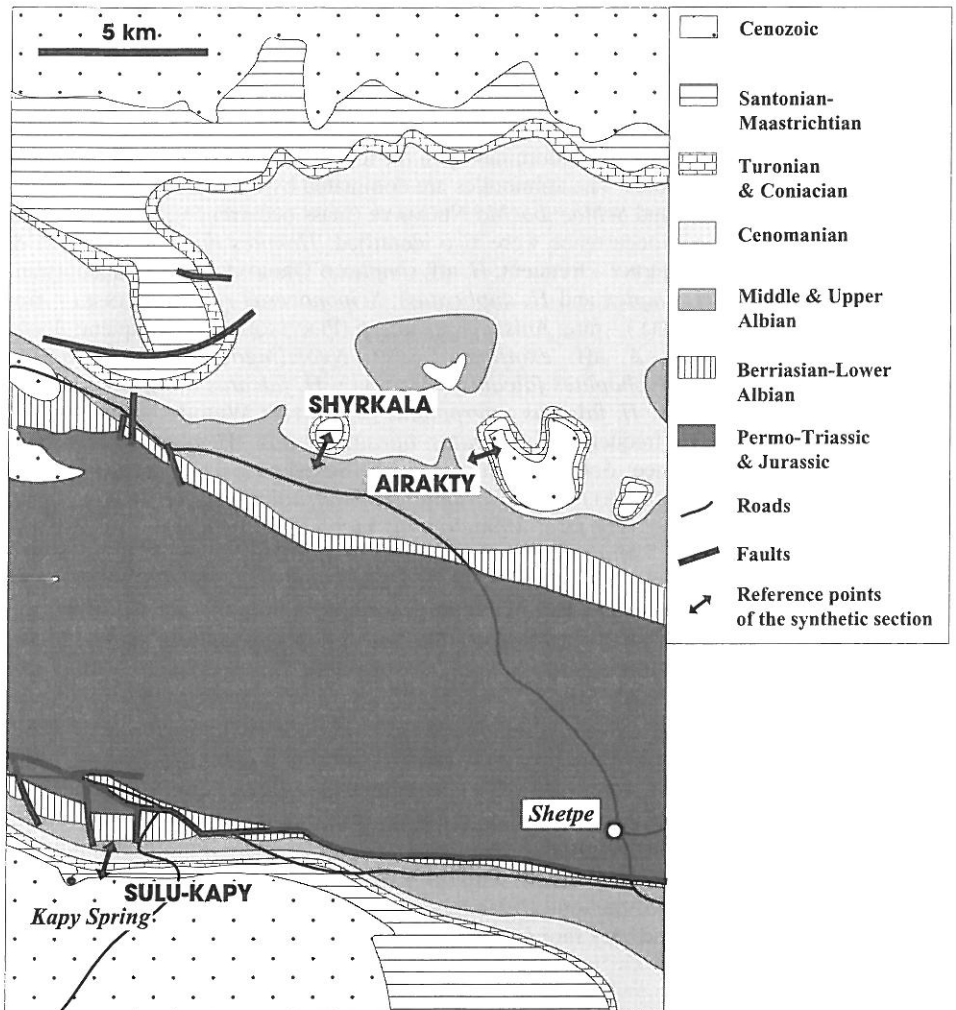 5 km
SHYRKALA
AIRAKTY
Shetpe
SULU-KAPY
Kapy Spring
Cenozoic
Santonian-
Maastrichtian
Turonian
& Coniacian
Cenomanian
Middle & Upper
Albian
Berriasian-Lower
Albian
Permo-Triassic
& Jurassic
Roads
Faults
Reference points
of the synthetic section